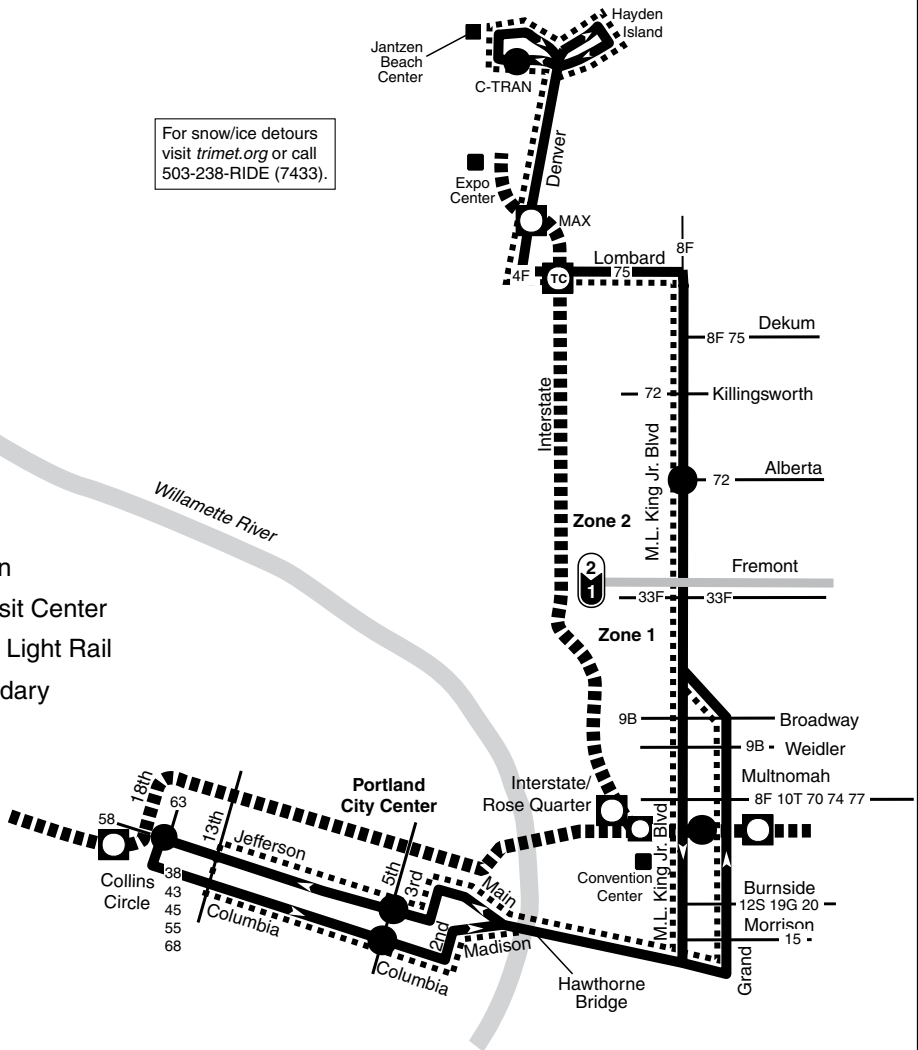 Hayden
Island
Jantzen
Beach
Center
C-TRAN
For snow/ice detours
visit trimet.org or call
503-238-RIDE (7433).
Denver
Expo
Center
MAX
8F
Lombard
4F
TC
75
Dekum
8F 75
Interstate
72
Killingsworth
M.L. King Jr. Blvd
Alberta
72
Willamette River
Zone 2
Fremont
2
1
33F
33F
Zone 1
n
sit Center
Light Rail
dary
9B
Broadway
9B
Weidler
Multnomah
8F 10T 70 74 77
Interstate/
Rose Quarter
Portland
City Center
18th
63
58
13th
Jefferson
5th
3rd
Main
M.L. King Jr. Blvd
Convention
Center
Collins
Circle
38
43
45
55
68
Columbia
2nd
Madison
Columbia
Burnside
12S 19G 20
Morrison
15
Grand
Hawthorne
Bridge